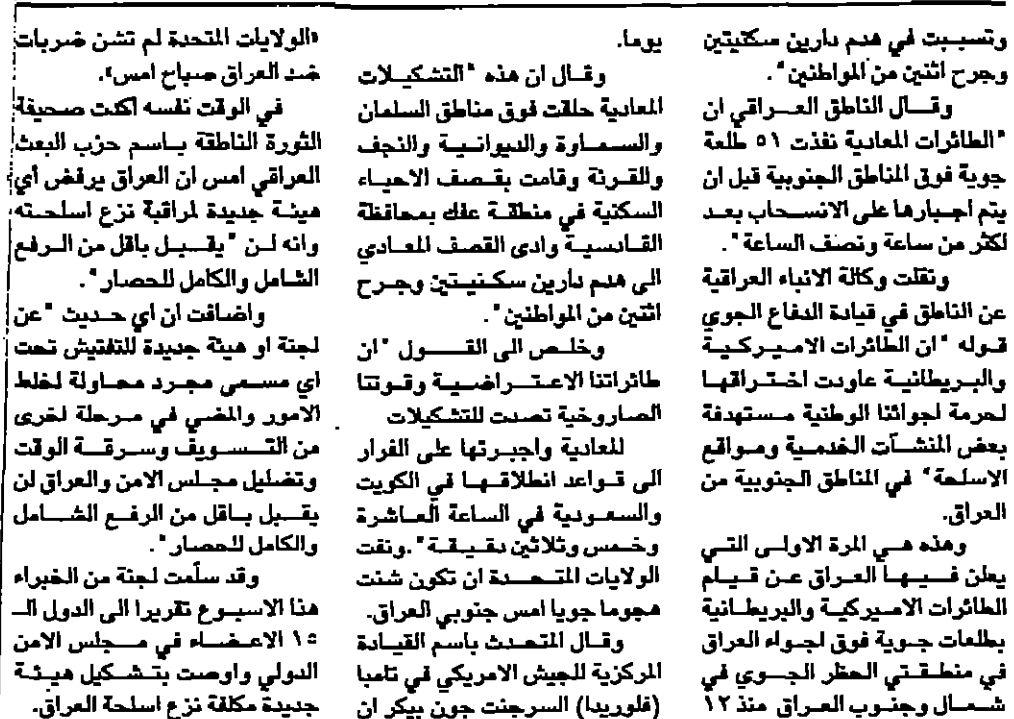 وتسببت في هدم دارين سكنيتين
وجرح اثنين من المواطنين".
وقال الناطق العراقي ان
"الطائرات المعادية نفذت ٥١ طلعة
جوية فوق المناطق الجنوبية قبل ان
يتم اجبارها على الانسحاب بعد
اكثر من ساعة ونصف الساعة".
ونقلت وكالة الانباء العراقية
عن الناطق في قيادة الدفاع الجوي
قوله "ان الطائرات الاميركية
والبريطانية عاودت اختراقها
لحرمة اجوائنا الوطنية مستهدفة
بعض المنشآت الخدمية ومواقع
الاسلحة" في المناطق الجنوبية من
العراق.
وهذه هي المرة الاولى التي
يعلن فيها العراق عن قيام
الطائرات الاميركية والبريطانية
بطلعات جوية فوق اجواء العراق
في منطقتي الحظر الجوي في
شمال وجنوب العراق منذ ١٢
يوما.
وقال ان هذه "التشكيلات
المعادية حلقت فوق مناطق السلمان
والسماوة والديوانية والنجف
والقرنة وقامت بقصف الاحياء
السكنية في منطقة عفك بمحافظة
القادسية وادى القصف المعادي
الى هدم دارين سكنيتين وجرح
اثنين من المواطنين".
وخلص الى القول "ان
طائراتنا الاعتراضية وقوتنا
الصاروخية تصدت للتشكيلات
المعادية واجبرتها على الفرار
الى قواعد انطلاقها في الكويت
والسعودية في الساعة العاشرة
وخمس وثلاثين دقيقة". ونفت
الولايات المتحدة ان تكون شنت
هجوما جويا امس جنوبي العراق.
وقال المتحدث باسم القيادة
المركزية للجيش الامريكي في تامبا
(فلوريدا) السرجنت جون بيكر ان
«الولايات المتحدة لم تشن ضربات
ضد العراق صباح امس».
في الوقت نفسه اكدت صحيفة
الثورة الناطقة باسم حزب البعث
العراقي امس ان العراق يرفض أي
هيئة جديدة لمراقبة نزع اسلحته
وانه لن "يقبل باقل من الرفع
الشامل والكامل للحصار".
واضافت ان اي حديث "عن
لجنة او هيئة جديدة للتفتيش تحت
اي مسمى مجرد محاولة لخلط
الامور والمضي في مرحلة اخرى
من التسويف وسرقة الوقت
وتضليل مجلس الامن والعراق لن
يقبل باقل من الرفع الشامل
والكامل للحصار".
وقد سلّمت لجنة من الخبراء
هذا الاسبوع تقريرا الى الدول الـ
١٥ الاعضاء في مجلس الامن
الدولي واوصت بتشكيل هيئة
جديدة مكلفة نزع اسلحة العراق.